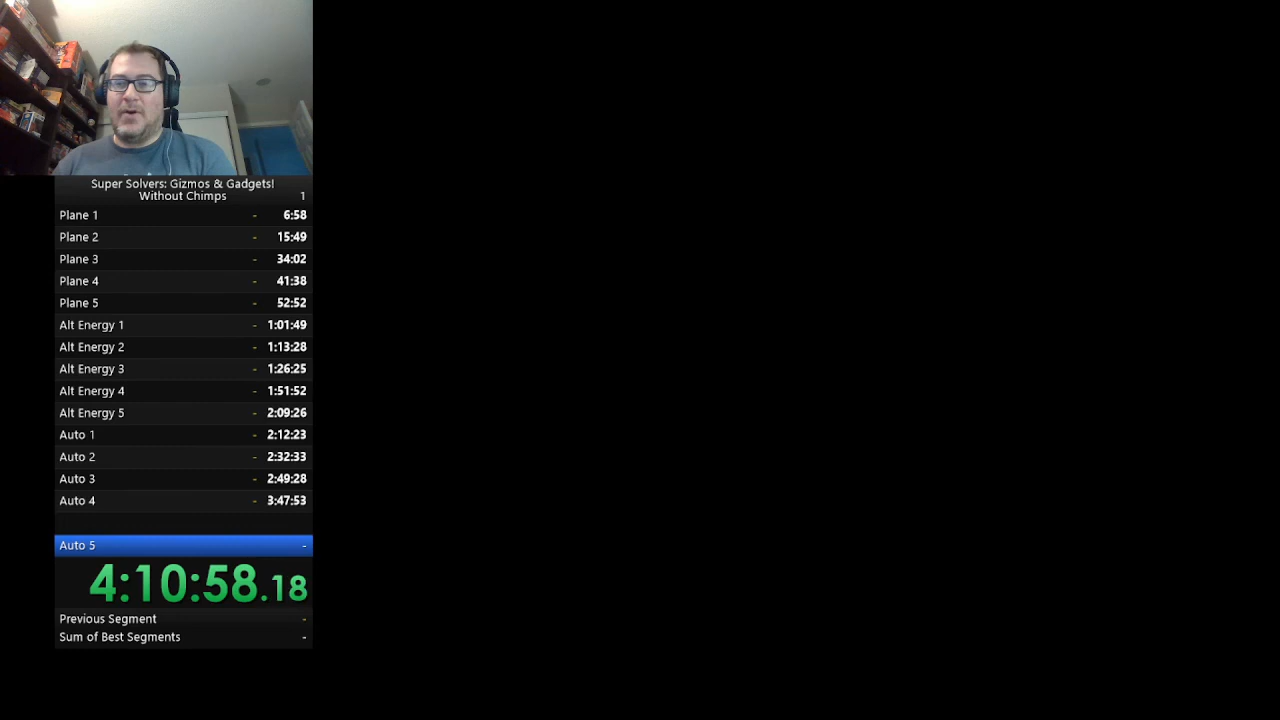 Super Solvers: Gizmos & Gadgets!
Without Chimps 1
Plane 1 - 6:58
Plane 2 - 15:49
Plane 3 - 34:02
Plane 4 - 41:38
Plane 5 - 52:52
Alt Energy 1 - 1:01:49
Alt Energy 2 - 1:13:28
Alt Energy 3 - 1:26:25
Alt Energy 4 - 1:51:52
Alt Energy 5 - 2:09:26
Auto 1 - 2:12:23
Auto 2 - 2:32:33
Auto 3 - 2:49:28
Auto 4 - 3:47:53
Auto 5 -
4:10:58.18
Previous Segment -
Sum of Best Segments -